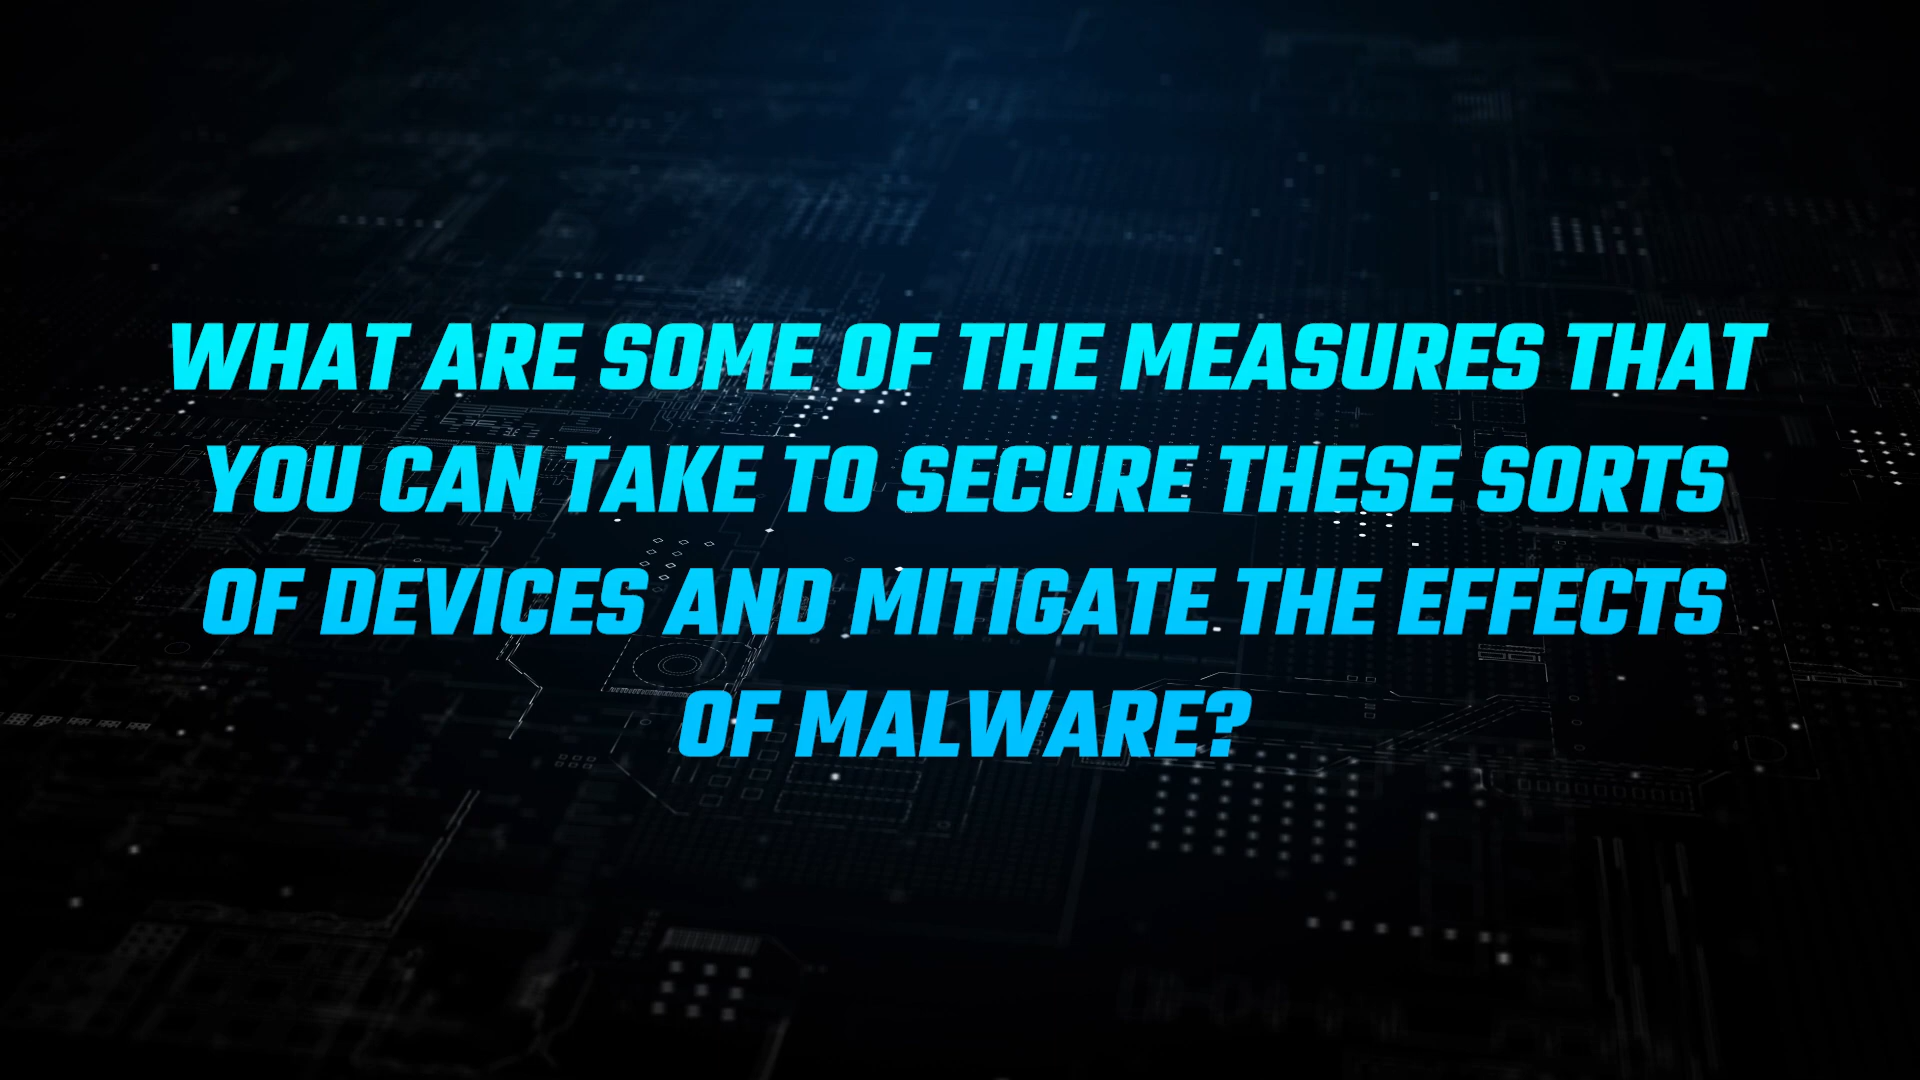 WHAT ARE SOME OF THE MEASURES THAT
YOU CAN TAKE TO SECURE THESE SORTS
OF DEVICES AND MITIGATE THE EFFECTS
OF MALWARE?